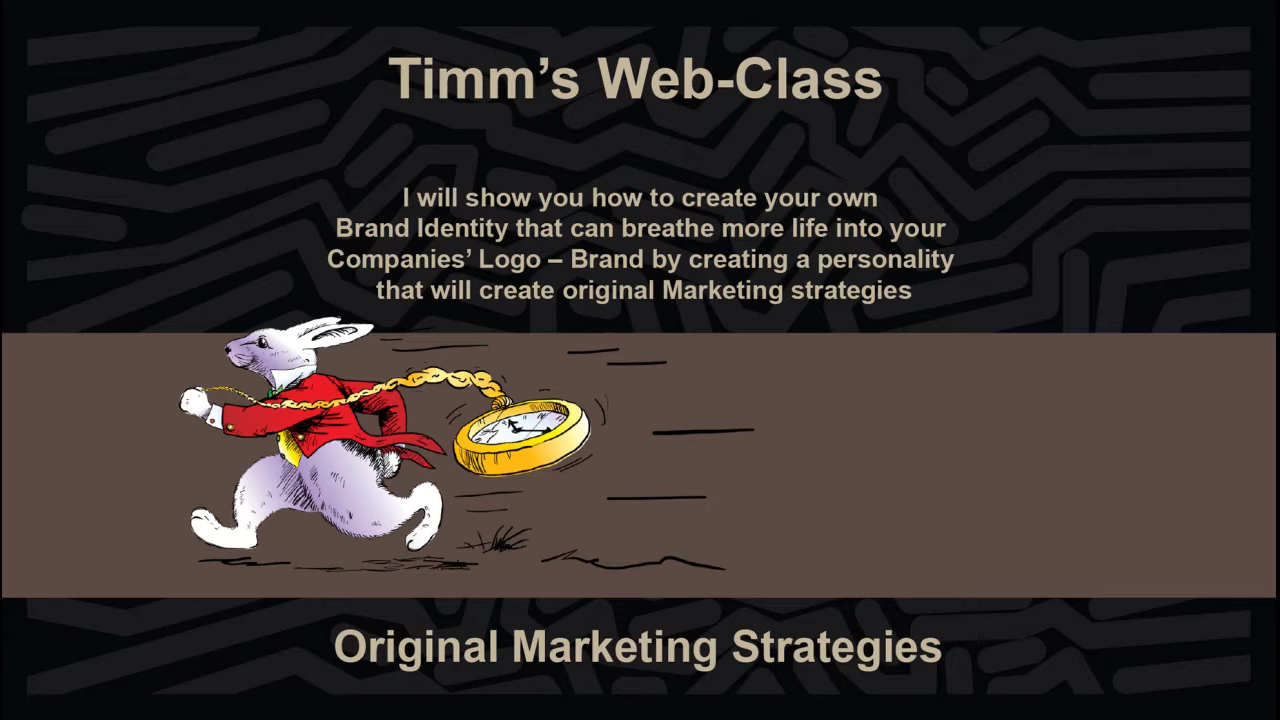 Timm’s Web-Class
I will show you how to create your own
Brand Identity that can breathe more life into your
Companies’ Logo – Brand by creating a personality
that will create original Marketing strategies
Original Marketing Strategies